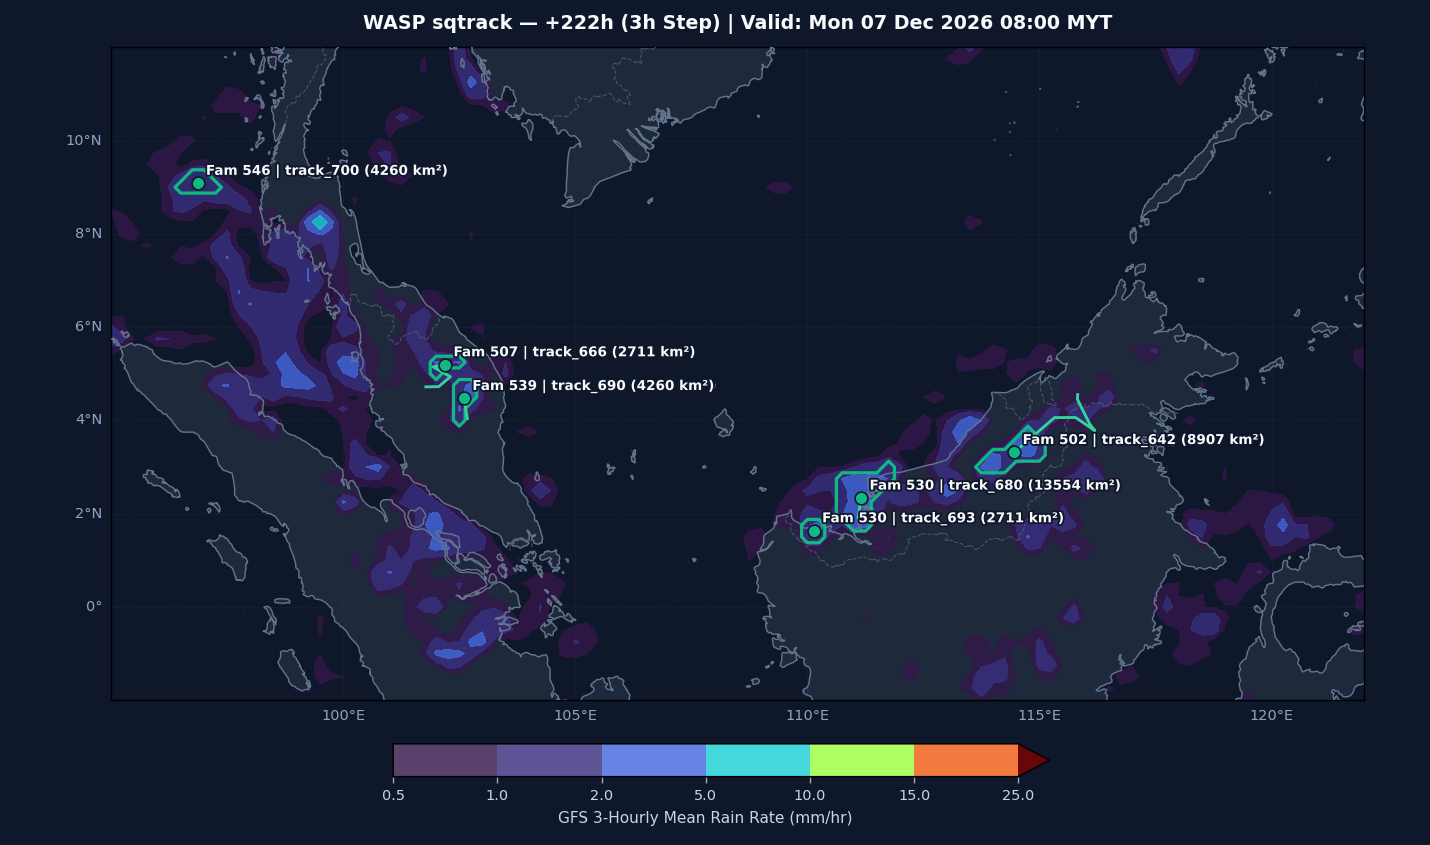 WASP sqtrack — +222h (3h Step) | Valid: Mon 07 Dec 2026 08:00 MYT
10°N
8°N
6°N
4°N
2°N
0°
Fam 546 | track_700 (4260 km²)
Fam 507 | track_666 (2711 km²)
Fam 539 | track_690 (4260 km²)
Fam 502 | track_642 (8907 km²)
Fam 530 | track_680 (13554 km²)
Fam 530 | track_693 (2711 km²)
100°E
105°E
110°E
115°E
120°E
0.5
1.0
2.0
5.0
10.0
15.0
25.0
GFS 3-Hourly Mean Rain Rate (mm/hr)